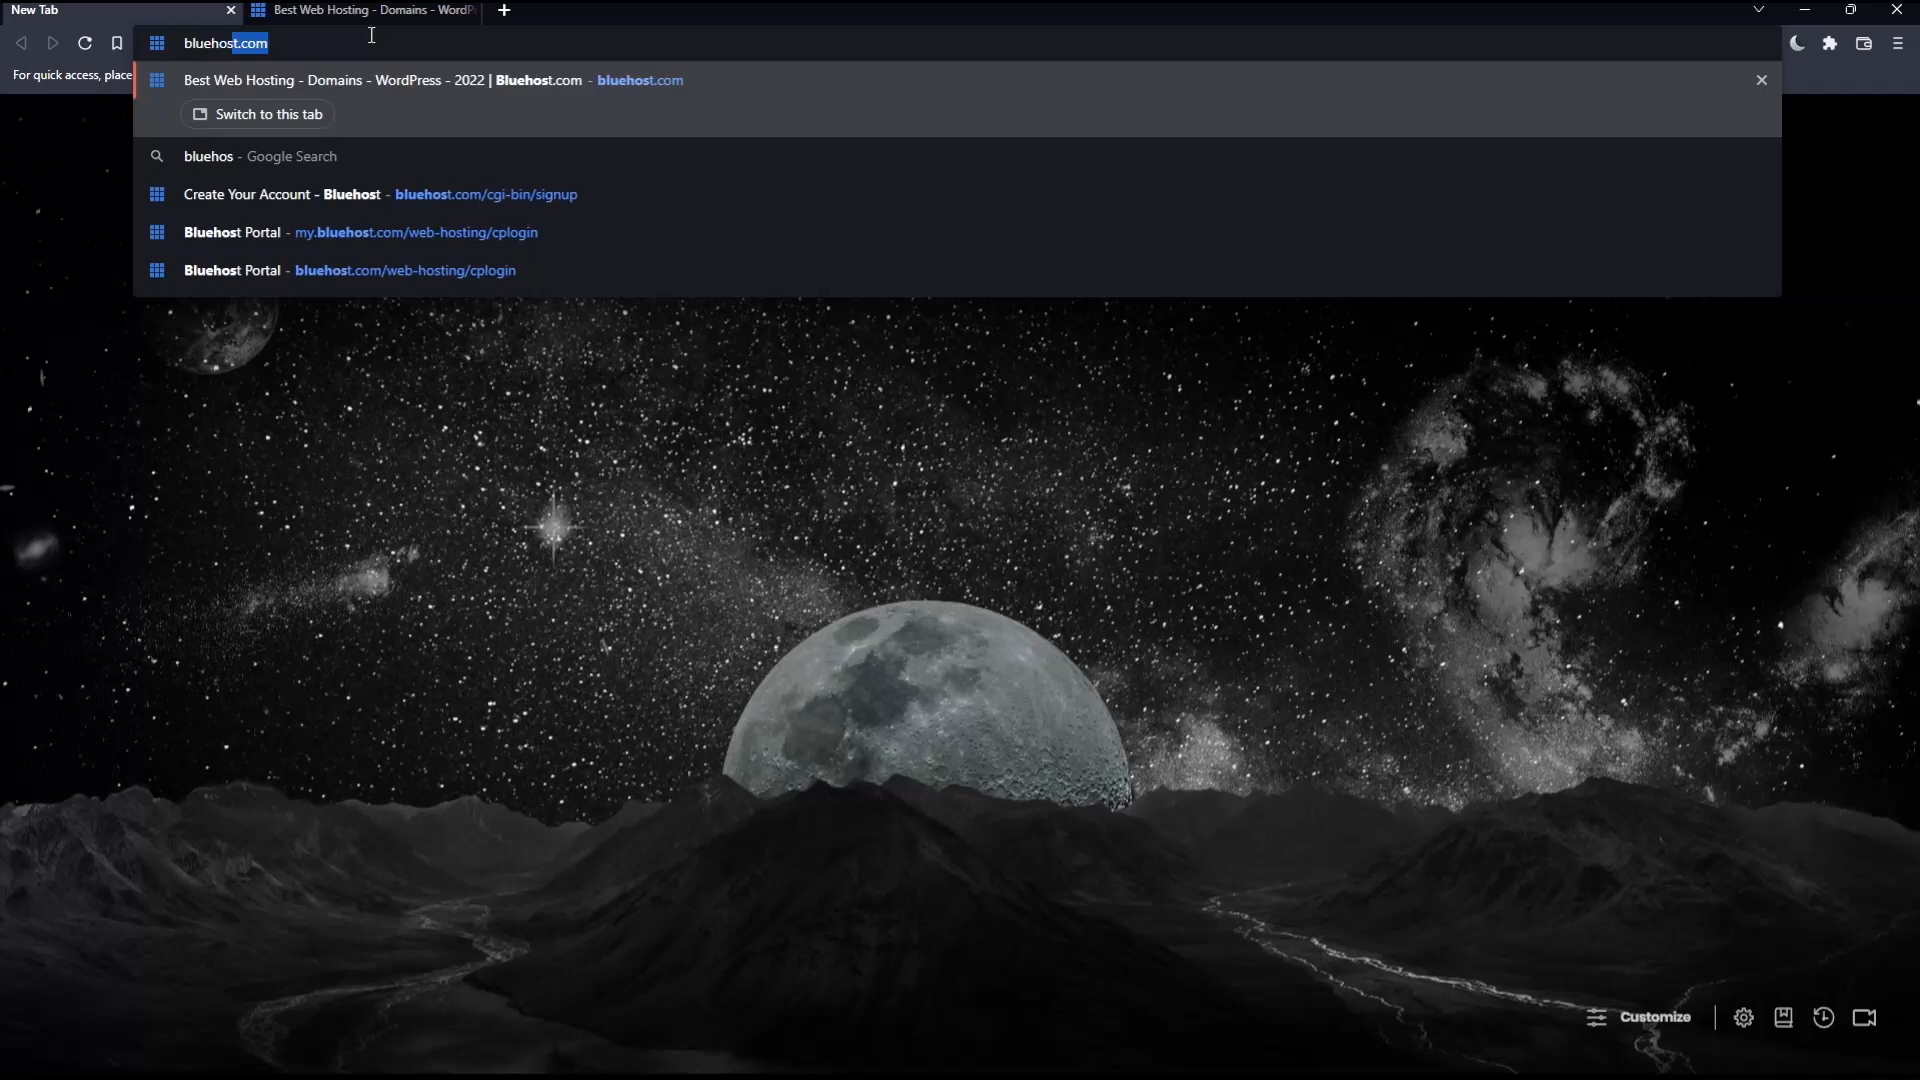 New Tab
Best Web Hosting - Domains - WordP
bluehost.com
For quick access, place
Best Web Hosting - Domains - WordPress - 2022 | Bluehost.com - bluehost.com
Switch to this tab
bluehos - Google Search
Create Your Account - Bluehost - bluehost.com/cgi-bin/signup
Bluehost Portal - my.bluehost.com/web-hosting/cplogin
Bluehost Portal - bluehost.com/web-hosting/cplogin
Customize